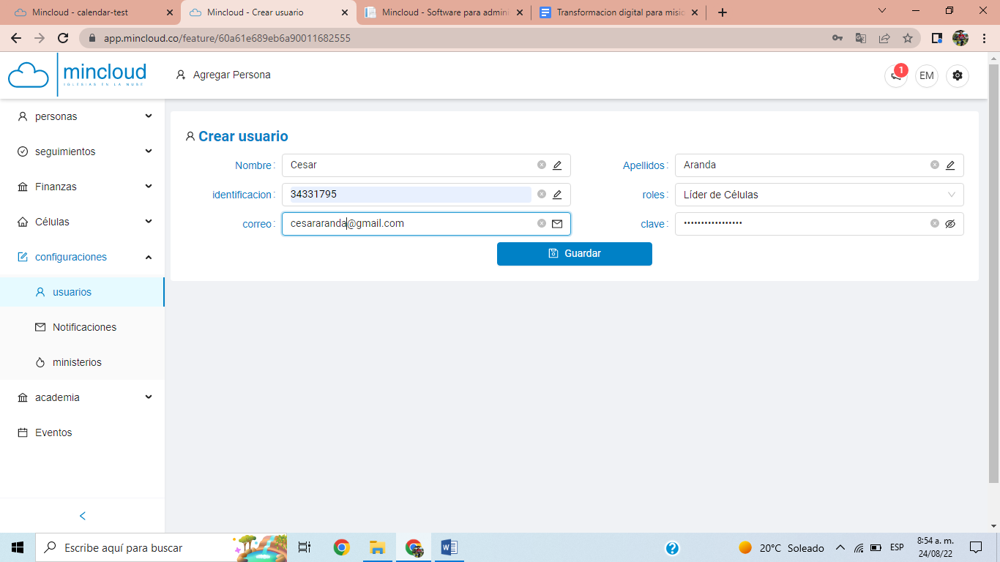 Mincloud - calendar-test
Mincloud - Crear usuario
Mincloud - Software para admini
Transformacion digital para misio
app.mincloud.co/feature/60a61e689eb6a90011682555
mincloud
IGLESIAS EN LA NUBE
Agregar Persona
1
EM
personas
seguimientos
Finanzas
Células
configuraciones
usuarios
Notificaciones
ministerios
academia
Eventos
Crear usuario
Nombre: Cesar
Apellidos: Aranda
identificacion: 34331795
roles: Líder de Células
correo: cesararanda@gmail.com
clave: •••••••••••••••••
Guardar
Escribe aquí para buscar
20°C Soleado
ESP
8:54 a. m.
24/08/22